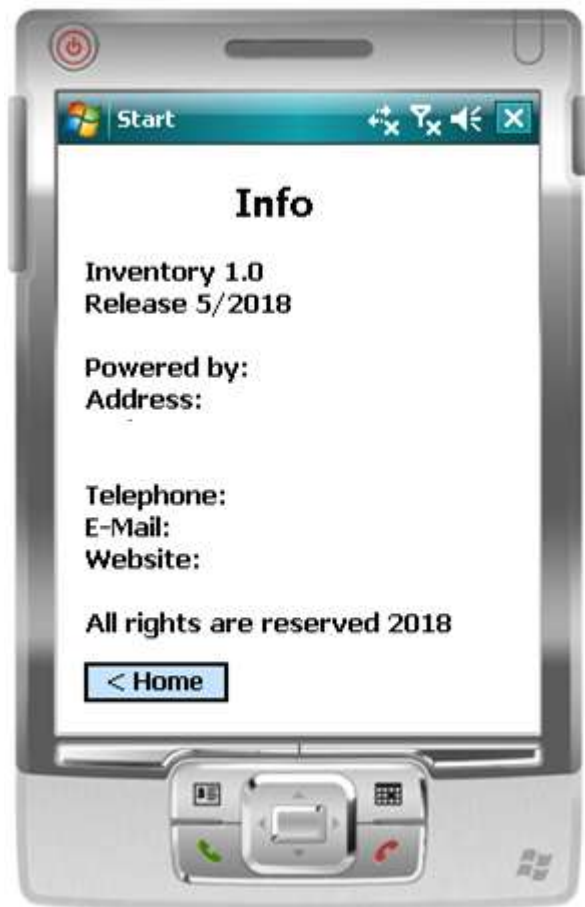 Start
Info
Inventory 1.0
Release 5/2018
Powered by:
Address:
Telephone:
E-Mail:
Website:
All rights are reserved 2018
< Home